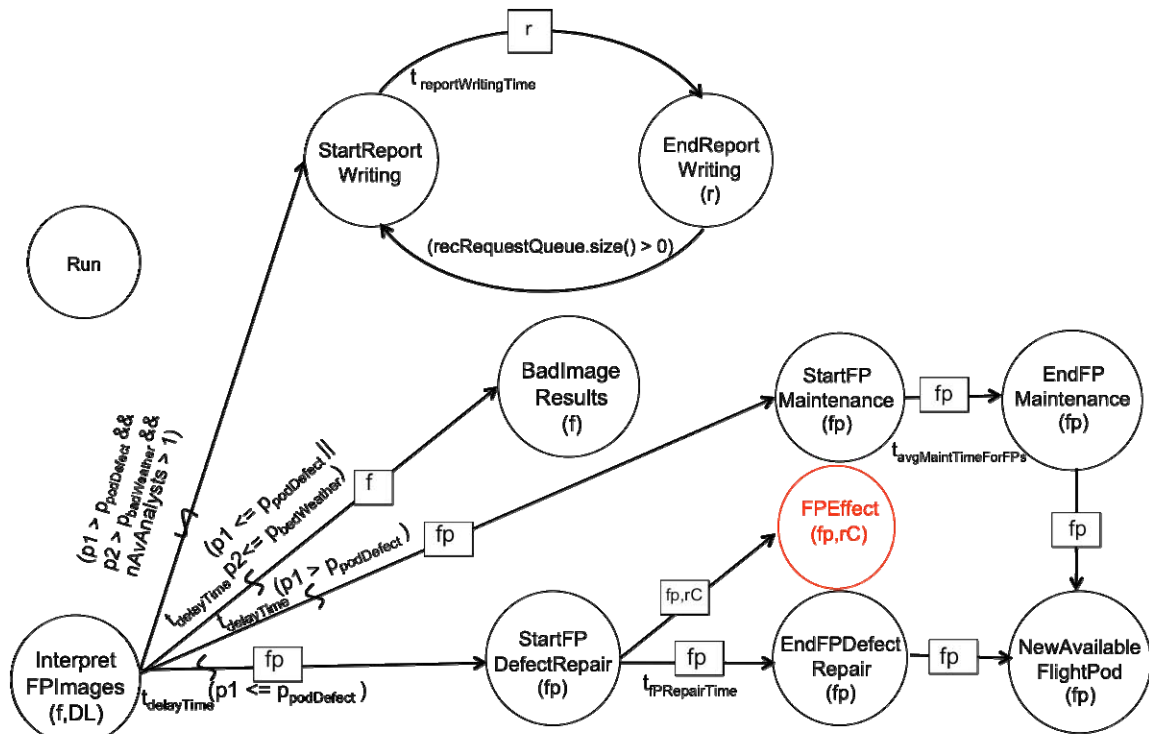 r
t reportWritingTime
StartReport
Writing
EndReport
Writing
(r)
(recRequestQueue.size() > 0)
Run
BadImage
Results
(f)
StartFP
Maintenance
(fp)
fp
EndFP
Maintenance
(fp)
t avgMaintTimeForFPs
(p1 > p podDefect &&
p2 > p badWeather &&
nAvAnalysts > 1)
(p1 <= p podDefect ||
p2<= p badWeather)
f
t delayTime
fp
(p1 > p podDefect )
t delayTime
FPEffect
(fp,rC)
fp
fp,rC
Interpret
FPImages
(f,DL)
fp
t delayTime
(p1 <= p podDefect )
StartFP
DefectRepair
(fp)
fp
t fPRepairTime
EndFPDefect
Repair
(fp)
fp
NewAvailable
FlightPod
(fp)